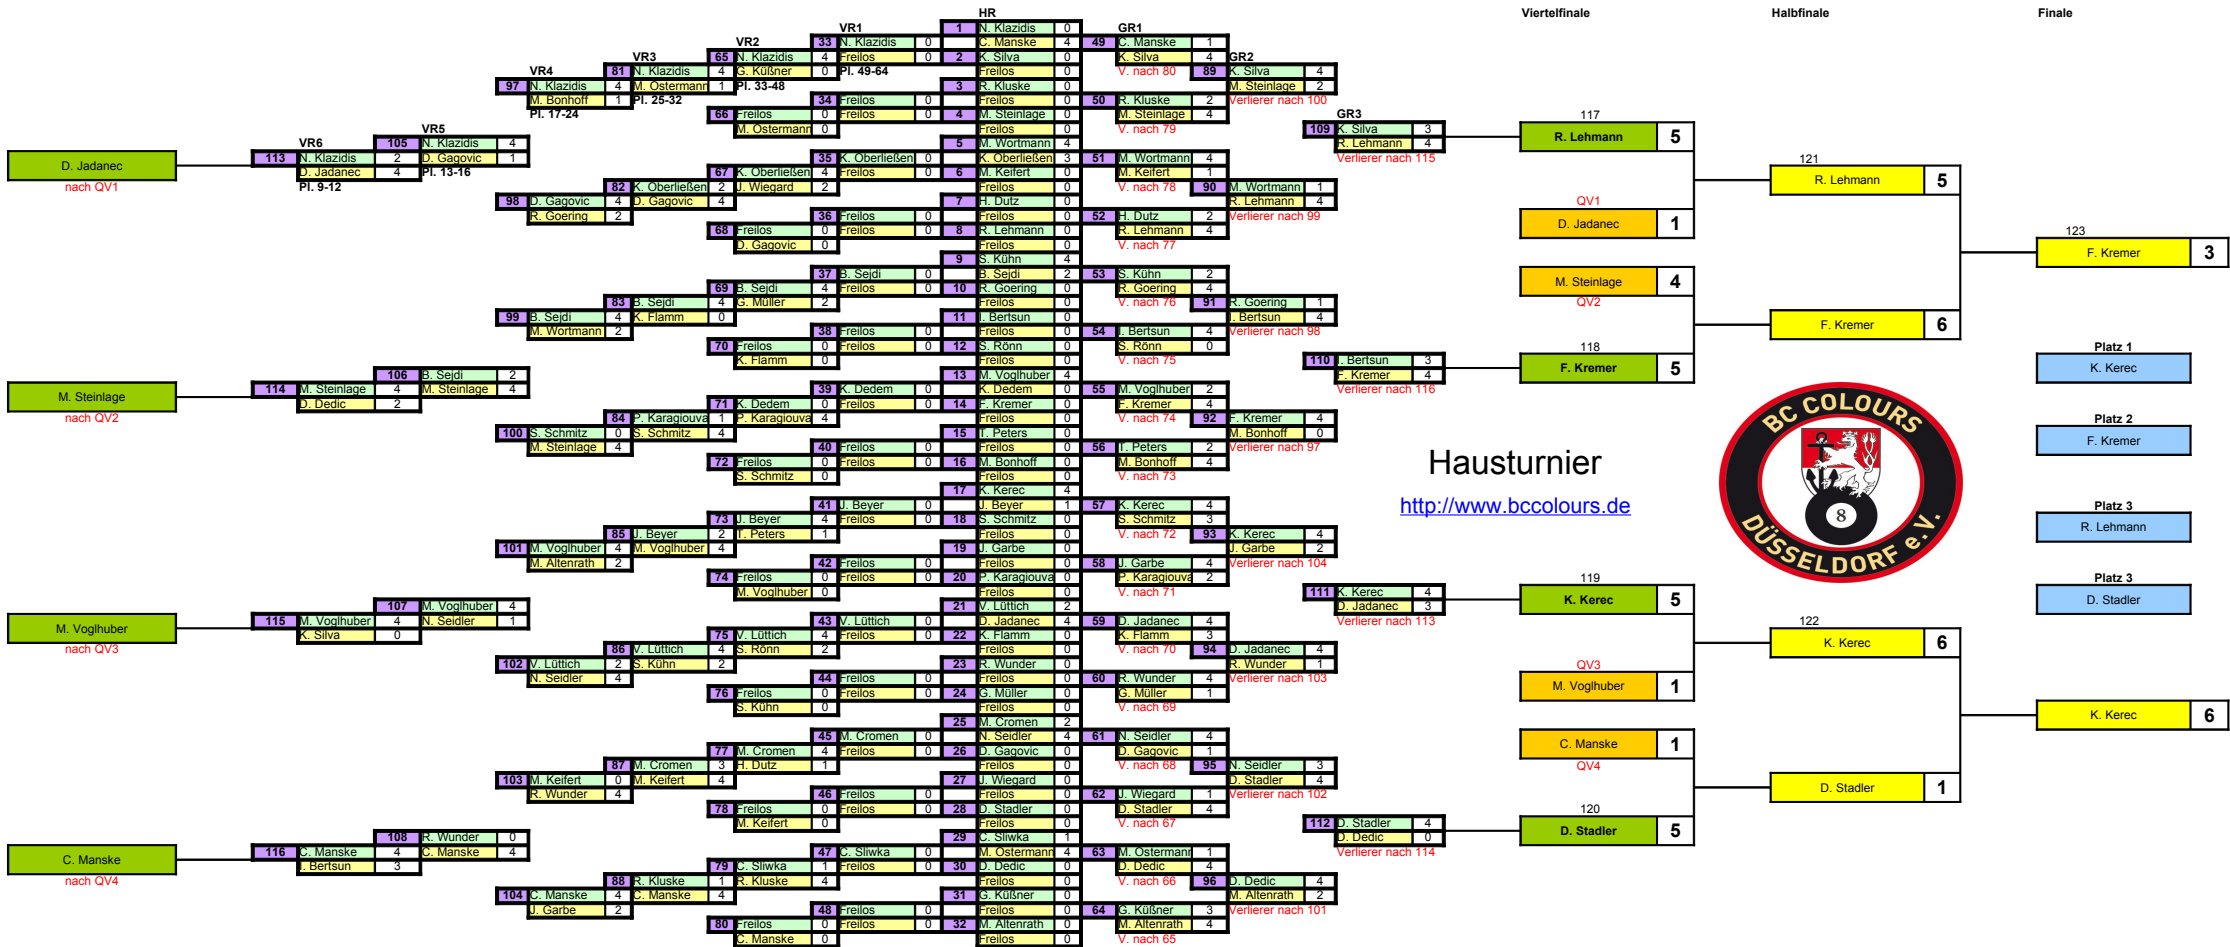 HR
1 N. Klazidis 0
C. Manske 4
2 K. Silva 0
Freilos 0
3 R. Kluske 0
Freilos 0
4 M. Steinlage 0
Freilos 0
5 M. Wortmann 4
K. Oberließen 3
6 M. Keifert 0
Freilos 0
7 H. Dutz 0
Freilos 0
8 R. Lehmann 0
Freilos 0
9 S. Kühn 4
B. Sejdi 2
10 R. Goering 0
Freilos 0
11 I. Bertsun 0
Freilos 0
12 S. Rönn 0
Freilos 0
13 M. Voglhuber 4
K. Dedem 0
14 F. Kremer 0
Freilos 0
15 T. Peters 0
Freilos 0
16 M. Bonhoff 0
Freilos 0
17 K. Kerec 4
J. Beyer 1
18 S. Schmitz 0
Freilos 0
19 J. Garbe 0
Freilos 0
20 P. Karagiouva 0
Freilos 0
21 V. Lüttich 2
D. Jadanec 4
22 K. Flamm 0
Freilos 0
23 R. Wunder 0
Freilos 0
24 G. Müller 0
Freilos 0
25 M. Cromen 2
N. Seidler 4
26 D. Gagovic 0
Freilos 0
27 J. Wiegard 0
Freilos 0
28 D. Stadler 0
Freilos 0
29 C. Sliwka 1
M. Ostermann 4
30 D. Dedic 0
Freilos 0
31 G. Küßner 0
Freilos 0
32 M. Altenrath 0
Freilos 0
VR1
33 N. Klazidis 0
Freilos 0
Pl. 49-64
34 Freilos 0
Freilos 0
35 K. Oberließen 0
Freilos 0
36 Freilos 0
Freilos 0
37 B. Sejdi 0
Freilos 0
38 Freilos 0
Freilos 0
39 K. Dedem 0
Freilos 0
40 Freilos 0
Freilos 0
41 J. Beyer 0
Freilos 0
42 Freilos 0
Freilos 0
43 V. Lüttich 0
Freilos 0
44 Freilos 0
Freilos 0
45 M. Cromen 0
Freilos 0
46 Freilos 0
Freilos 0
47 C. Sliwka 0
Freilos 0
48 Freilos 0
Freilos 0
VR2
65 N. Klazidis 4
G. Küßner 0
Pl. 33-48
66 Freilos 0
M. Ostermann 0
67 K. Oberließen 4
J. Wiegard 2
68 Freilos 0
D. Gagovic 0
69 B. Sejdi 4
G. Müller 2
70 Freilos 0
K. Flamm 0
71 K. Dedem 0
P. Karagiouva 4
72 Freilos 0
S. Schmitz 0
73 J. Beyer 4
T. Peters 1
74 Freilos 0
M. Voglhuber 0
75 V. Lüttich 4
S. Rönn 2
76 Freilos 0
S. Kühn 0
77 M. Cromen 4
H. Dutz 1
78 Freilos 0
M. Keifert 0
79 C. Sliwka 1
R. Kluske 4
80 Freilos 0
C. Manske 0
VR3
81 N. Klazidis 4
M. Ostermann 1
Pl. 25-32
82 K. Oberließen 2
D. Gagovic 4
83 B. Sejdi 4
K. Flamm 0
84 P. Karagiouva 1
S. Schmitz 4
85 J. Beyer 2
M. Voglhuber 4
86 V. Lüttich 4
S. Kühn 2
87 M. Cromen 3
M. Keifert 4
88 R. Kluske 1
C. Manske 4
VR4
97 N. Klazidis 4
M. Bonhoff 1
Pl. 17-24
98 D. Gagovic 4
R. Goering 2
99 B. Sejdi 4
M. Wortmann 2
100 S. Schmitz 0
M. Steinlage 4
101 M. Voglhuber 4
M. Altenrath 2
102 V. Lüttich 2
N. Seidler 4
103 M. Keifert 0
R. Wunder 4
104 C. Manske 4
J. Garbe 2
VR5
105 N. Klazidis 4
D. Gagovic 1
Pl. 13-16
106 B. Sejdi 2
M. Steinlage 4
107 M. Voglhuber 4
N. Seidler 1
108 R. Wunder 0
C. Manske 4
VR6
113 N. Klazidis 2
D. Jadanec 4
Pl. 9-12
114 M. Steinlage 4
D. Dedic 2
115 M. Voglhuber 4
K. Silva 0
116 C. Manske 4
I. Bertsun 3
D. Jadanec
nach QV1
M. Steinlage
nach QV2
M. Voglhuber
nach QV3
C. Manske
nach QV4
GR1
49 C. Manske 1
K. Silva 4
V. nach 80
50 R. Kluske 2
M. Steinlage 4
V. nach 79
51 M. Wortmann 4
M. Keifert 1
V. nach 78
52 H. Dutz 2
R. Lehmann 4
V. nach 77
53 S. Kühn 2
R. Goering 4
V. nach 76
54 I. Bertsun 4
S. Rönn 0
V. nach 75
55 M. Voglhuber 2
F. Kremer 4
V. nach 74
56 T. Peters 2
M. Bonhoff 4
V. nach 73
57 K. Kerec 4
S. Schmitz 3
V. nach 72
58 J. Garbe 4
P. Karagiouva 2
V. nach 71
59 D. Jadanec 4
K. Flamm 3
V. nach 70
60 R. Wunder 4
G. Müller 1
V. nach 69
61 N. Seidler 4
D. Gagovic 1
V. nach 68
62 J. Wiegard 1
D. Stadler 4
V. nach 67
63 M. Ostermann 1
D. Dedic 4
V. nach 66
64 G. Küßner 3
M. Altenrath 4
V. nach 65
GR2
89 K. Silva 4
M. Steinlage 2
Verlierer nach 100
90 M. Wortmann 1
R. Lehmann 4
Verlierer nach 99
91 R. Goering 1
I. Bertsun 4
Verlierer nach 98
92 F. Kremer 4
M. Bonhoff 0
Verlierer nach 97
93 K. Kerec 4
J. Garbe 2
Verlierer nach 104
94 D. Jadanec 4
R. Wunder 1
Verlierer nach 103
95 N. Seidler 3
D. Stadler 4
Verlierer nach 102
96 D. Dedic 4
M. Altenrath 2
Verlierer nach 101
GR3
109 K. Silva 3
R. Lehmann 4
Verlierer nach 115
110 I. Bertsun 3
F. Kremer 4
Verlierer nach 116
111 K. Kerec 4
D. Jadanec 3
Verlierer nach 113
112 D. Stadler 4
D. Dedic 0
Verlierer nach 114
Hausturnier
http://www.bccolours.de
Viertelfinale
117
R. Lehmann 5
QV1
D. Jadanec 1
M. Steinlage 4
QV2
118
F. Kremer 5
119
K. Kerec 5
QV3
M. Voglhuber 1
C. Manske 1
QV4
120
D. Stadler 5
Halbfinale
121
R. Lehmann 5
F. Kremer 6
BC COLOURS
8
DÜSSELDORF e.V.
122
K. Kerec 6
D. Stadler 1
Finale
123
F. Kremer 3
Platz 1
K. Kerec
Platz 2
F. Kremer
Platz 3
R. Lehmann
Platz 3
D. Stadler
K. Kerec 6